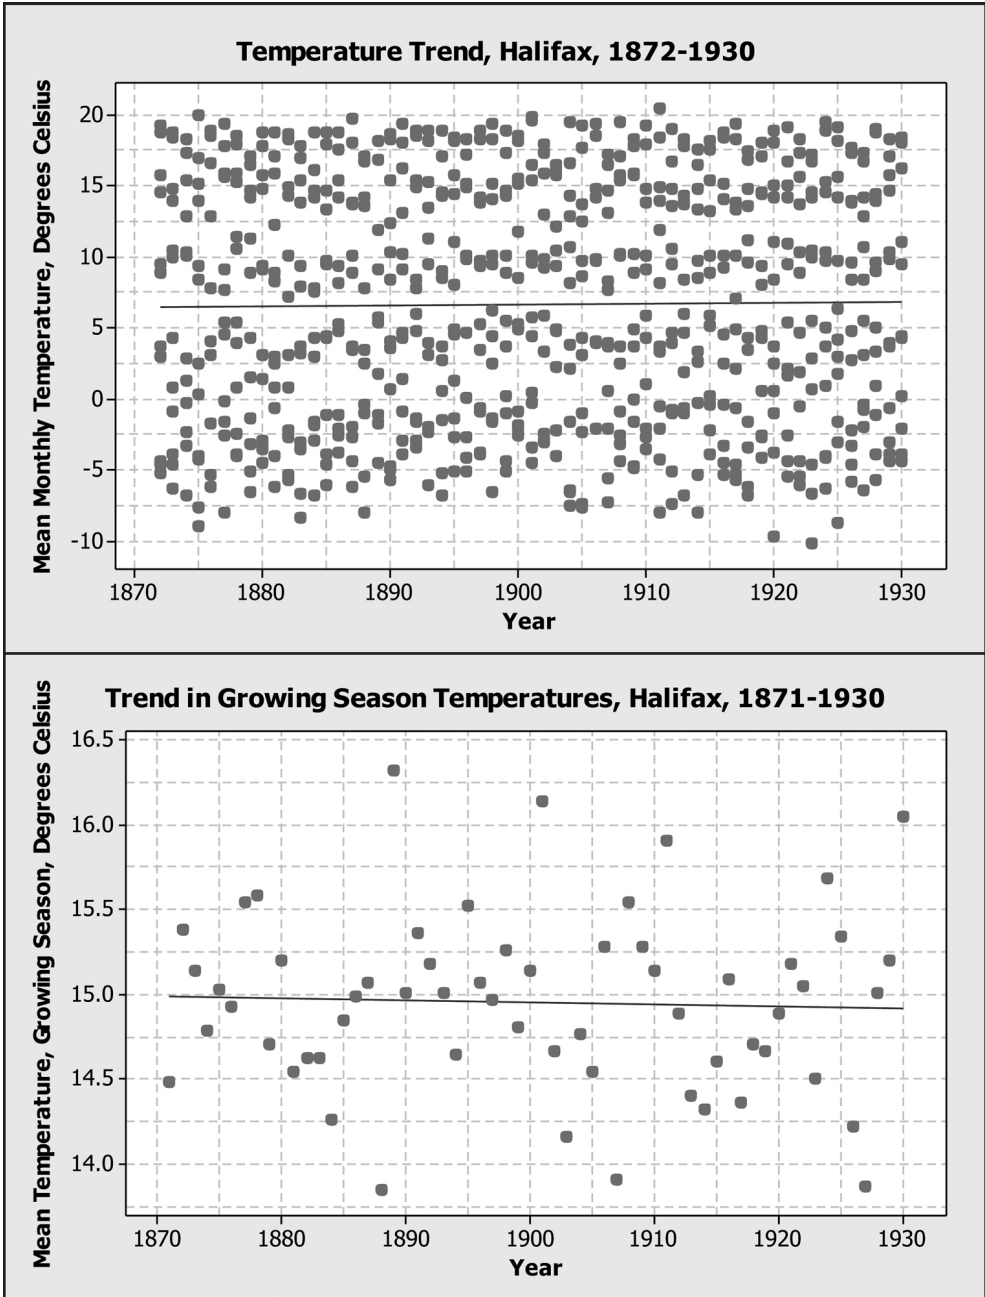 Temperature Trend, Halifax, 1872-1930
Mean Monthly Temperature, Degrees Celsius
20
15
10
5
0
-5
-10
1870 1880 1890 1900 1910 1920 1930
Year
Trend in Growing Season Temperatures, Halifax, 1871-1930
Mean Temperature, Growing Season, Degrees Celsius
16.5
16.0
15.5
15.0
14.5
14.0
1870 1880 1890 1900 1910 1920 1930
Year